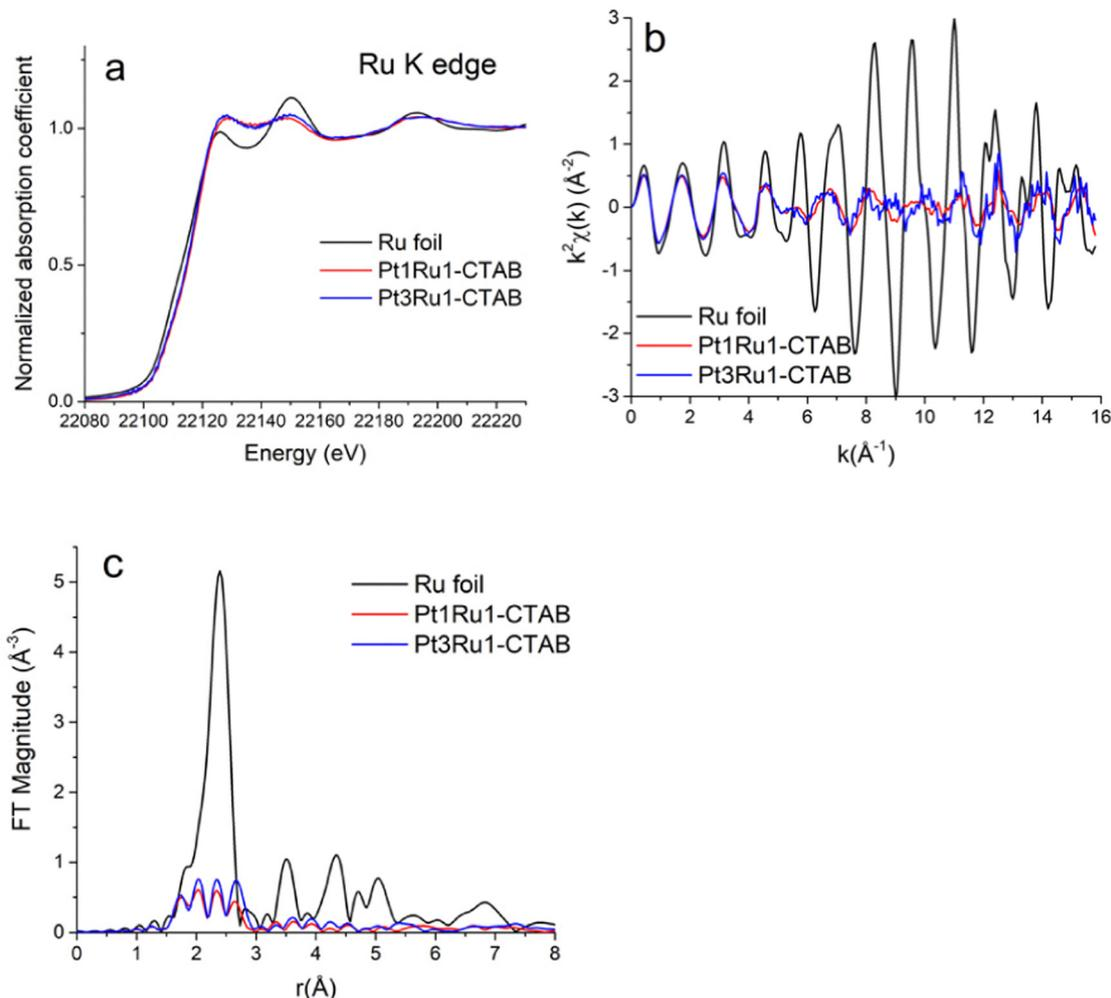 a
Ru K edge
Normalized absorption coefficient
1.0
0.5
0.0
Ru foil
Pt1Ru1-CTAB
Pt3Ru1-CTAB
22080 22100 22120 22140 22160 22180 22200 22220
Energy (eV)
b
k²χ(k) (Å⁻²)
3
2
1
0
-1
-2
-3
Ru foil
Pt1Ru1-CTAB
Pt3Ru1-CTAB
0 2 4 6 8 10 12 14 16
k(Å⁻¹)
c
FT Magnitude (Å⁻³)
5
4
3
2
1
0
Ru foil
Pt1Ru1-CTAB
Pt3Ru1-CTAB
0 1 2 3 4 5 6 7 8
r(Å)